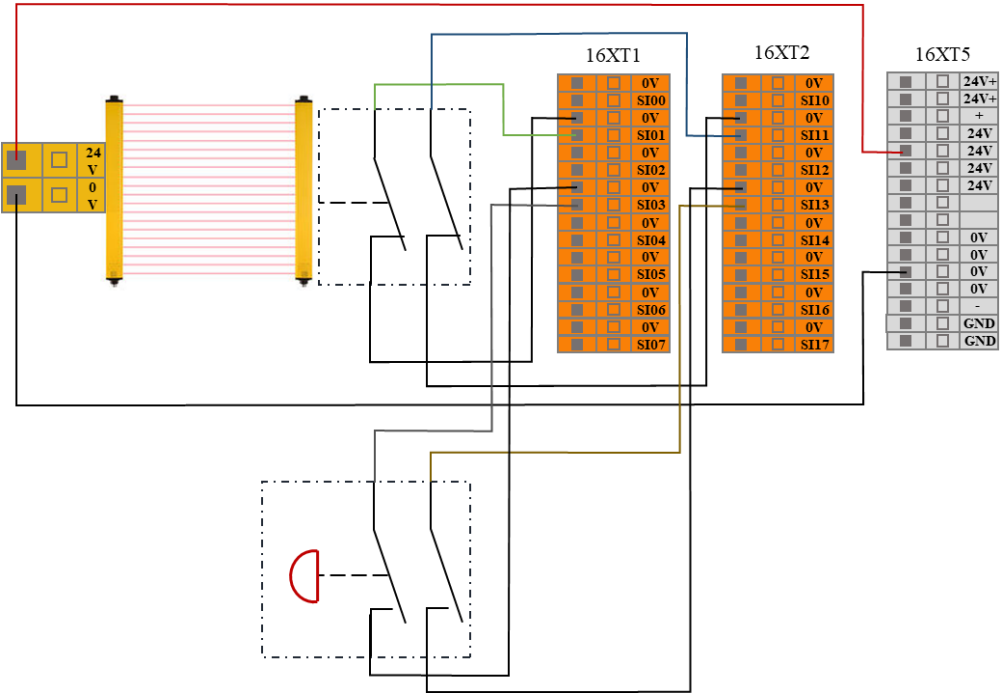 16XT1
16XT2
16XT5
24
V
0
V
0V
SI00
0V
SI01
0V
SI02
0V
SI03
0V
SI04
0V
SI05
0V
SI06
0V
SI07
0V
SI10
0V
SI11
0V
SI12
0V
SI13
0V
SI14
0V
SI15
0V
SI16
0V
SI17
24V+
24V+
+
24V
24V
24V
24V
0V
0V
0V
0V
-
GND
GND